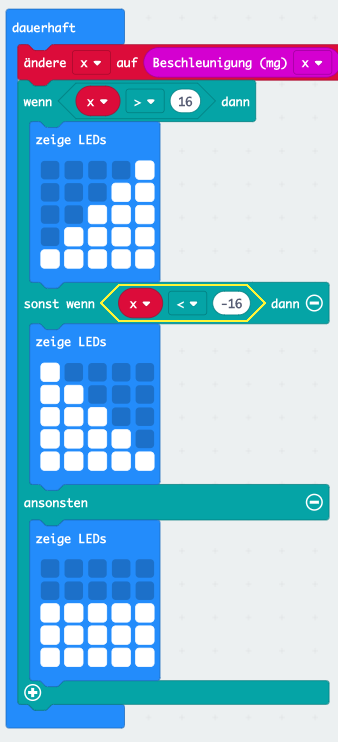 dauerhaft
ändere x auf Beschleunigung (mg) x
wenn x > 16 dann
zeige LEDs
sonst wenn x < -16 dann
zeige LEDs
ansonsten
zeige LEDs